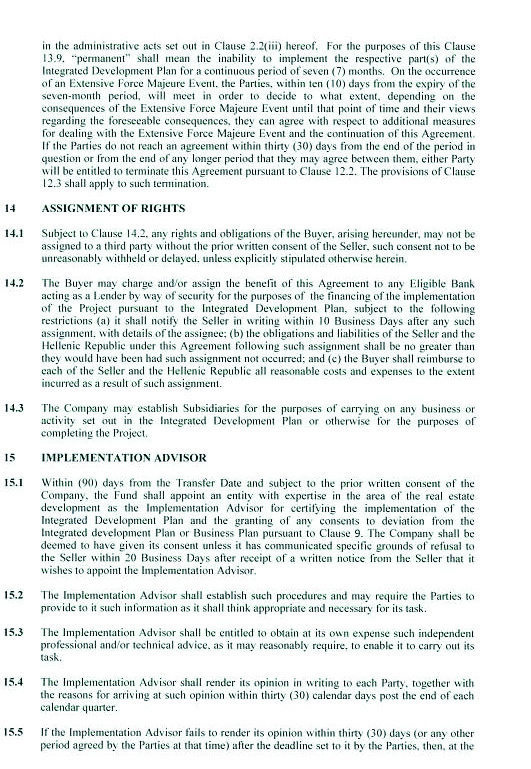 in the administrative acts set out in Clause 2.2(iii) hereof. For the purposes of this Clause
13.9, “permanent” shall mean the inability to implement the respective part(s) of the
Integrated Development Plan for a continuous period of seven (7) months. On the occurrence
of an Extensive Force Majeure Event, the Parties, within ten (10) days from the expiry of the
seven-month period, will meet in order to decide to what extent, depending on the
consequences of the Extensive Force Majeure Event until that point of time and their views
regarding the foreseeable consequences, they can agree with respect to additional measures
for dealing with the Extensive Force Majeure Event and the continuation of this Agreement.
If the Parties do not reach an agreement within thirty (30) days from the end of the period in
question or from the end of any longer period that they may agree between them, either Party
will be entitled to terminate this Agreement pursuant to Clause 12.2. The provisions of Clause
12.3 shall apply to such termination.
14 ASSIGNMENT OF RIGHTS
14.1 Subject to Clause 14.2, any rights and obligations of the Buyer, arising hereunder, may not be
assigned to a third party without the prior written consent of the Seller, such consent not to be
unreasonably withheld or delayed, unless explicitly stipulated otherwise herein.
14.2 The Buyer may charge and/or assign the benefit of this Agreement to any Eligible Bank
acting as a Lender by way of security for the purposes of the financing of the implementation
of the Project pursuant to the Integrated Development Plan, subject to the following
restrictions (a) it shall notify the Seller in writing within 10 Business Days after any such
assignment, with details of the assignee; (b) the obligations and liabilities of the Seller and the
Hellenic Republic under this Agreement following such assignment shall be no greater than
they would have been had such assignment not occurred; and (c) the Buyer shall reimburse to
each of the Seller and the Hellenic Republic all reasonable costs and expenses to the extent
incurred as a result of such assignment.
14.3 The Company may establish Subsidiaries for the purposes of carrying on any business or
activity set out in the Integrated Development Plan or otherwise for the purposes of
completing the Project.
15 IMPLEMENTATION ADVISOR
15.1 Within (90) days from the Transfer Date and subject to the prior written consent of the
Company, the Fund shall appoint an entity with expertise in the area of the real estate
development as the Implementation Advisor for certifying the implementation of the
Integrated Development Plan and the granting of any consents to deviation from the
Integrated development Plan or Business Plan pursuant to Clause 9. The Company shall be
deemed to have given its consent unless it has communicated specific grounds of refusal to
the Seller within 20 Business Days after receipt of a written notice from the Seller that it
wishes to appoint the Implementation Advisor.
15.2 The Implementation Advisor shall establish such procedures and may require the Parties to
provide to it such information as it shall think appropriate and necessary for its task.
15.3 The Implementation Advisor shall be entitled to obtain at its own expense such independent
professional and/or technical advice, as it may reasonably require, to enable it to carry out its
task.
15.4 The Implementation Advisor shall render its opinion in writing to each Party, together with
the reasons for arriving at such opinion within thirty (30) calendar days post the end of each
calendar quarter.
15.5 If the Implementation Advisor fails to render its opinion within thirty (30) days (or any other
period agreed by the Parties at that time) after the deadline set to it by the Parties, then, at the